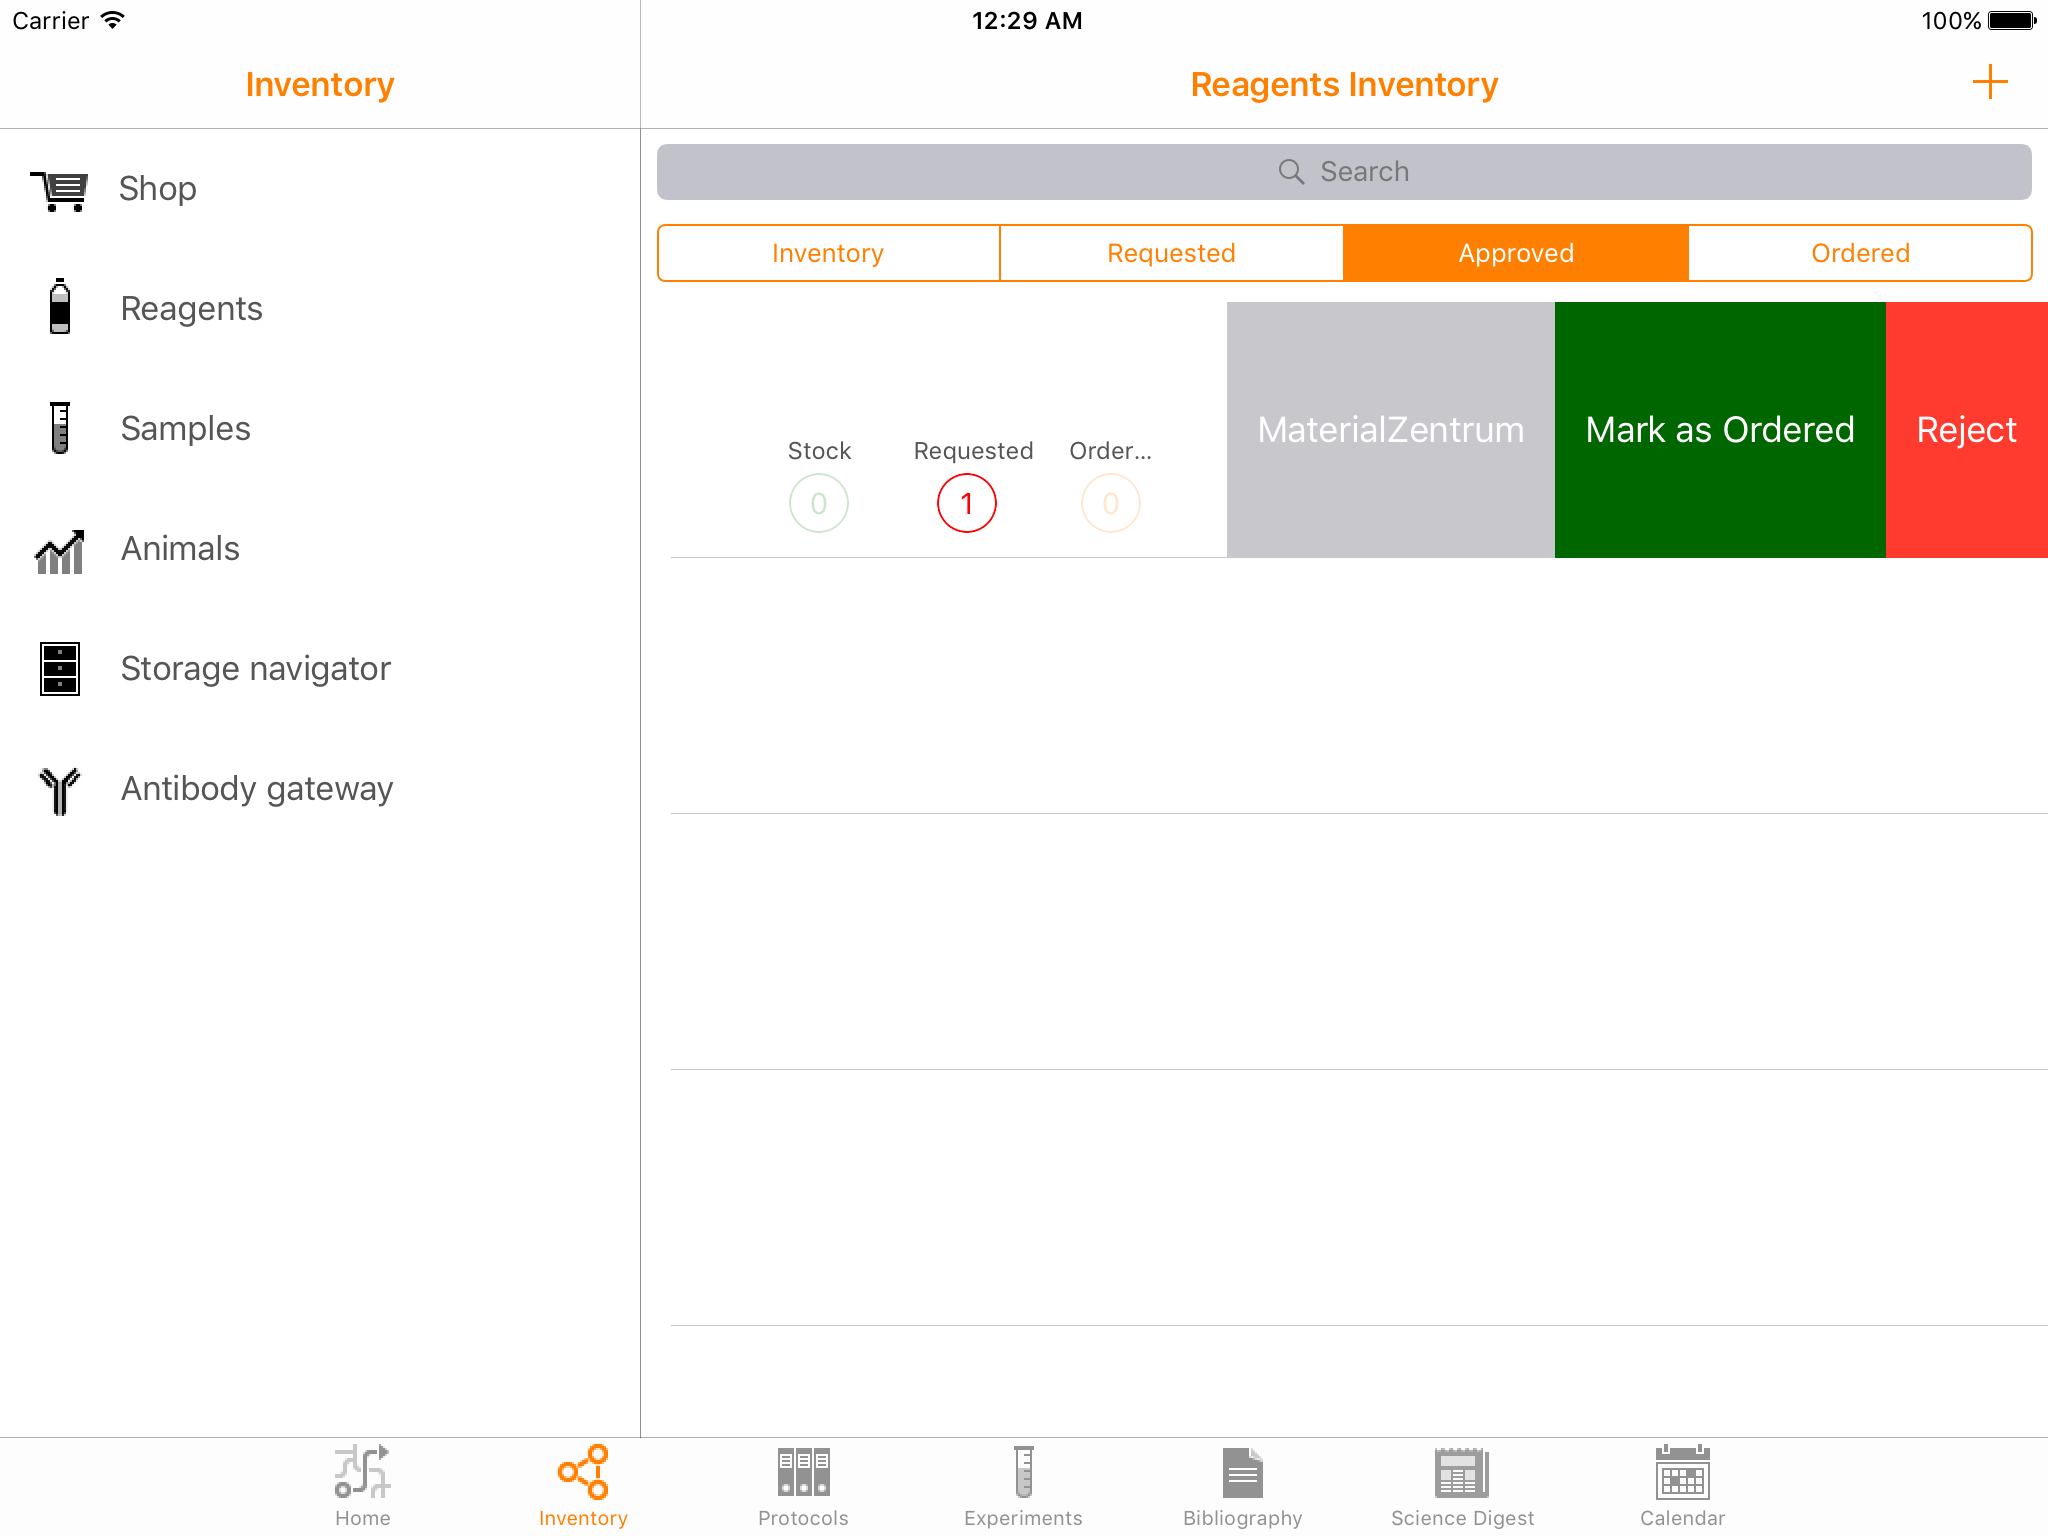 Carrier
12:29 AM
100%
Inventory
Reagents Inventory
Search
Inventory
Requested
Approved
Ordered
Shop
Reagents
Samples
Animals
Storage navigator
Antibody gateway
Stock
Requested
Order...
0
1
0
MaterialZentrum
Mark as Ordered
Reject
Home
Inventory
Protocols
Experiments
Bibliography
Science Digest
Calendar